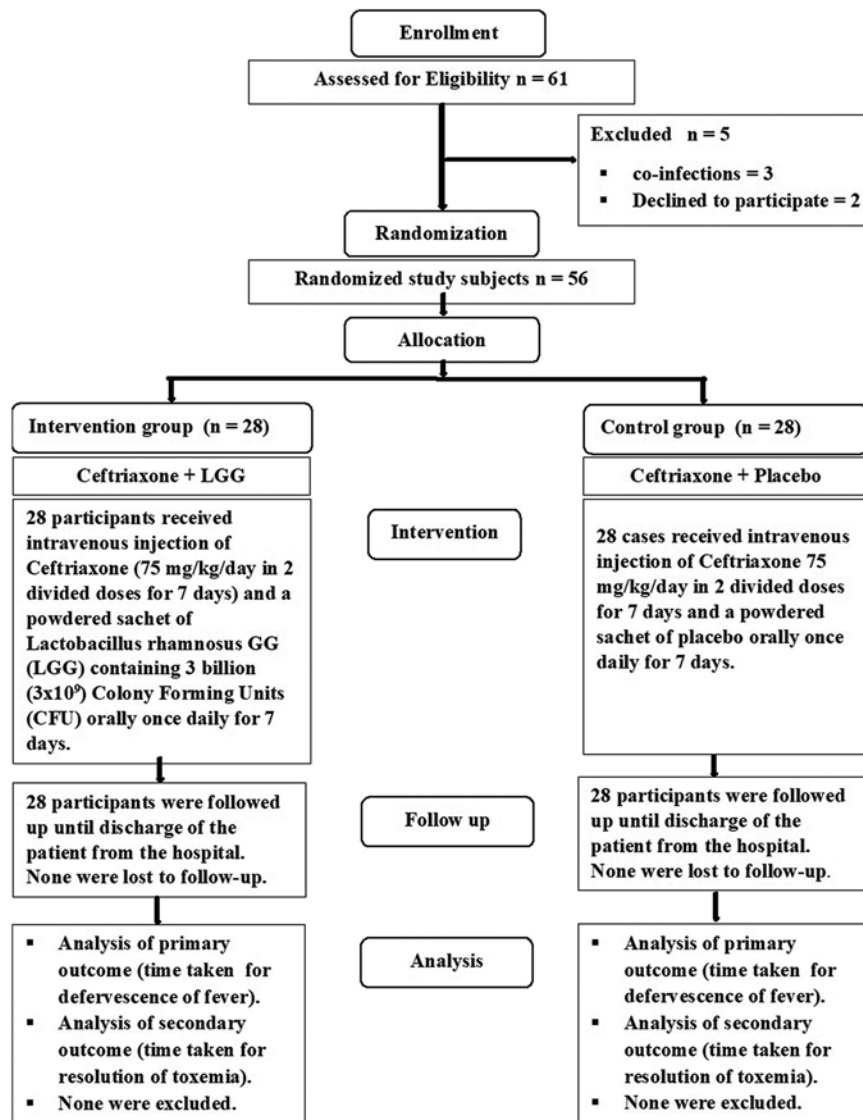 Enrollment
Assessed for Eligibility n = 61
Excluded n = 5
▪ co-infections = 3
▪ Declined to participate = 2
Randomization
Randomized study subjects n = 56
Allocation
Intervention group (n = 28)
Ceftriaxone + LGG
28 participants received
intravenous injection of
Ceftriaxone (75 mg/kg/day in 2
divided doses for 7 days) and a
powdered sachet of
Lactobacillus rhamnosus GG
(LGG) containing 3 billion
(3x10⁹) Colony Forming Units
(CFU) orally once daily for 7
days.
Intervention
Control group (n = 28)
Ceftriaxone + Placebo
28 cases received intravenous
injection of Ceftriaxone 75
mg/kg/day in 2 divided doses
for 7 days and a powdered
sachet of placebo orally once
daily for 7 days.
28 participants were followed
up until discharge of the
patient from the hospital.
None were lost to follow-up.
Follow up
28 participants were followed
up until discharge of the
patient from the hospital.
None were lost to follow-up.
▪ Analysis of primary
outcome (time taken for
defervescence of fever).
▪ Analysis of secondary
outcome (time taken for
resolution of toxemia).
▪ None were excluded.
Analysis
▪ Analysis of primary
outcome (time taken for
defervescence of fever).
▪ Analysis of secondary
outcome (time taken for
resolution of toxemia).
▪ None were excluded.